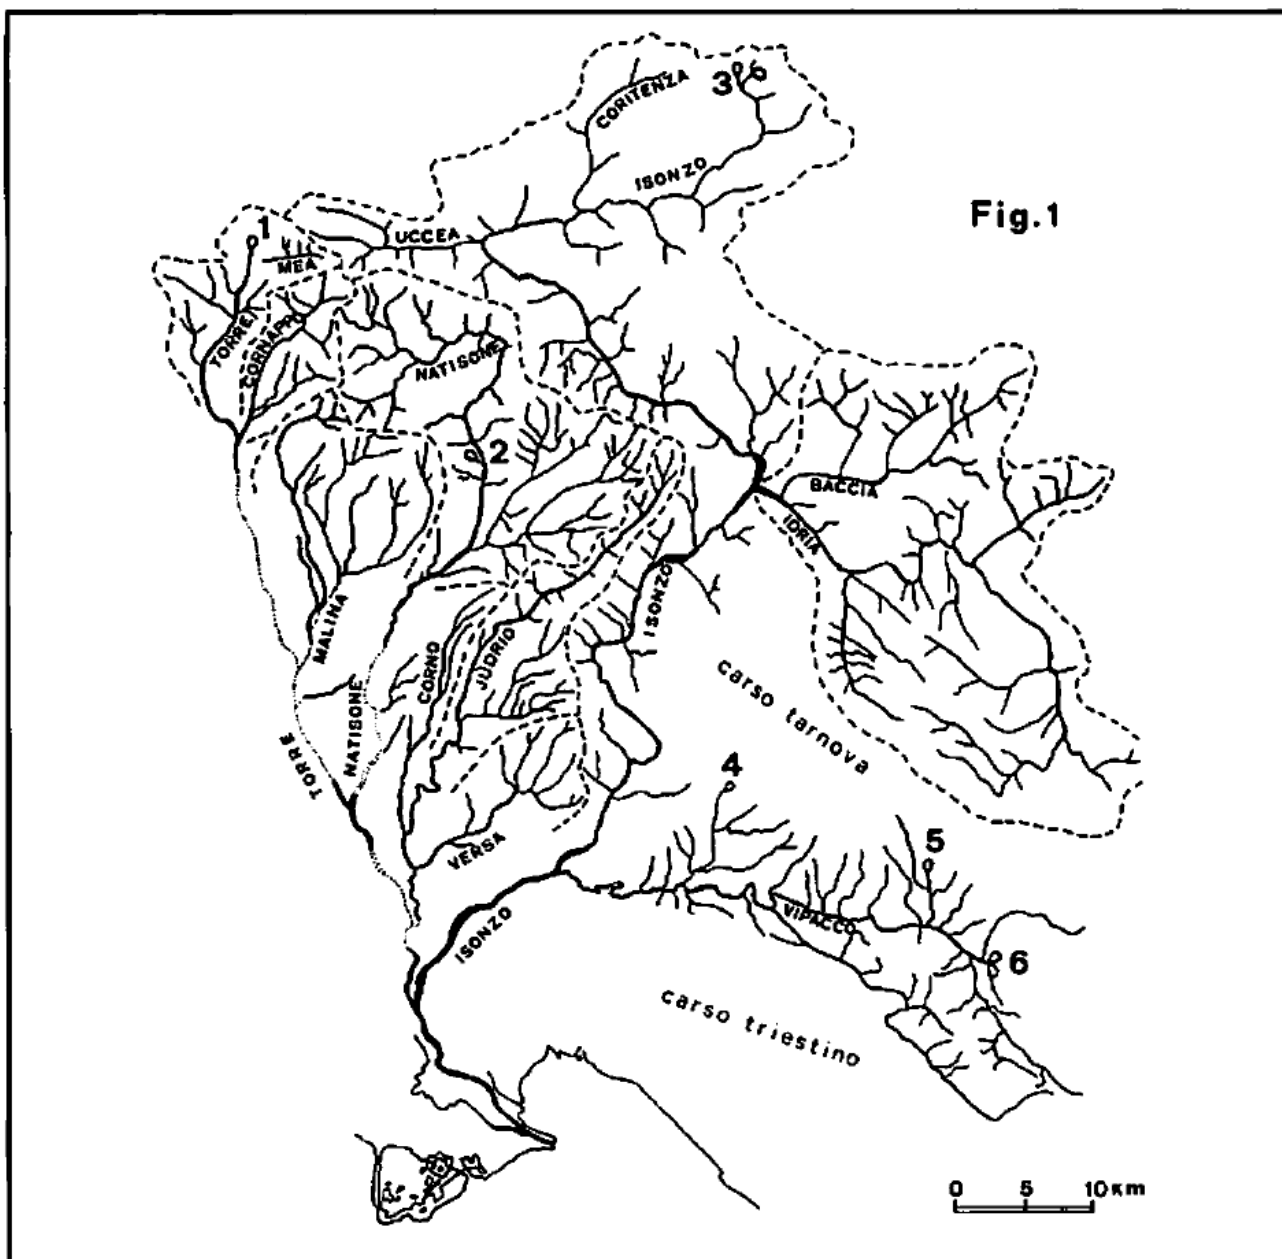 3
CORITENZA
ISONZO
Fig.1
1
UCCEA
MEA
TORRE
CORNAPPO
NATISONE
2
BACCIA
IDRIA
ISONZO
MALINA
CORNO
JUDRIO
NATISONE
TORRE
carso tarnova
4
VERSA
5
VIPACCO
ISONZO
6
carso triestino
0 5 10 Km